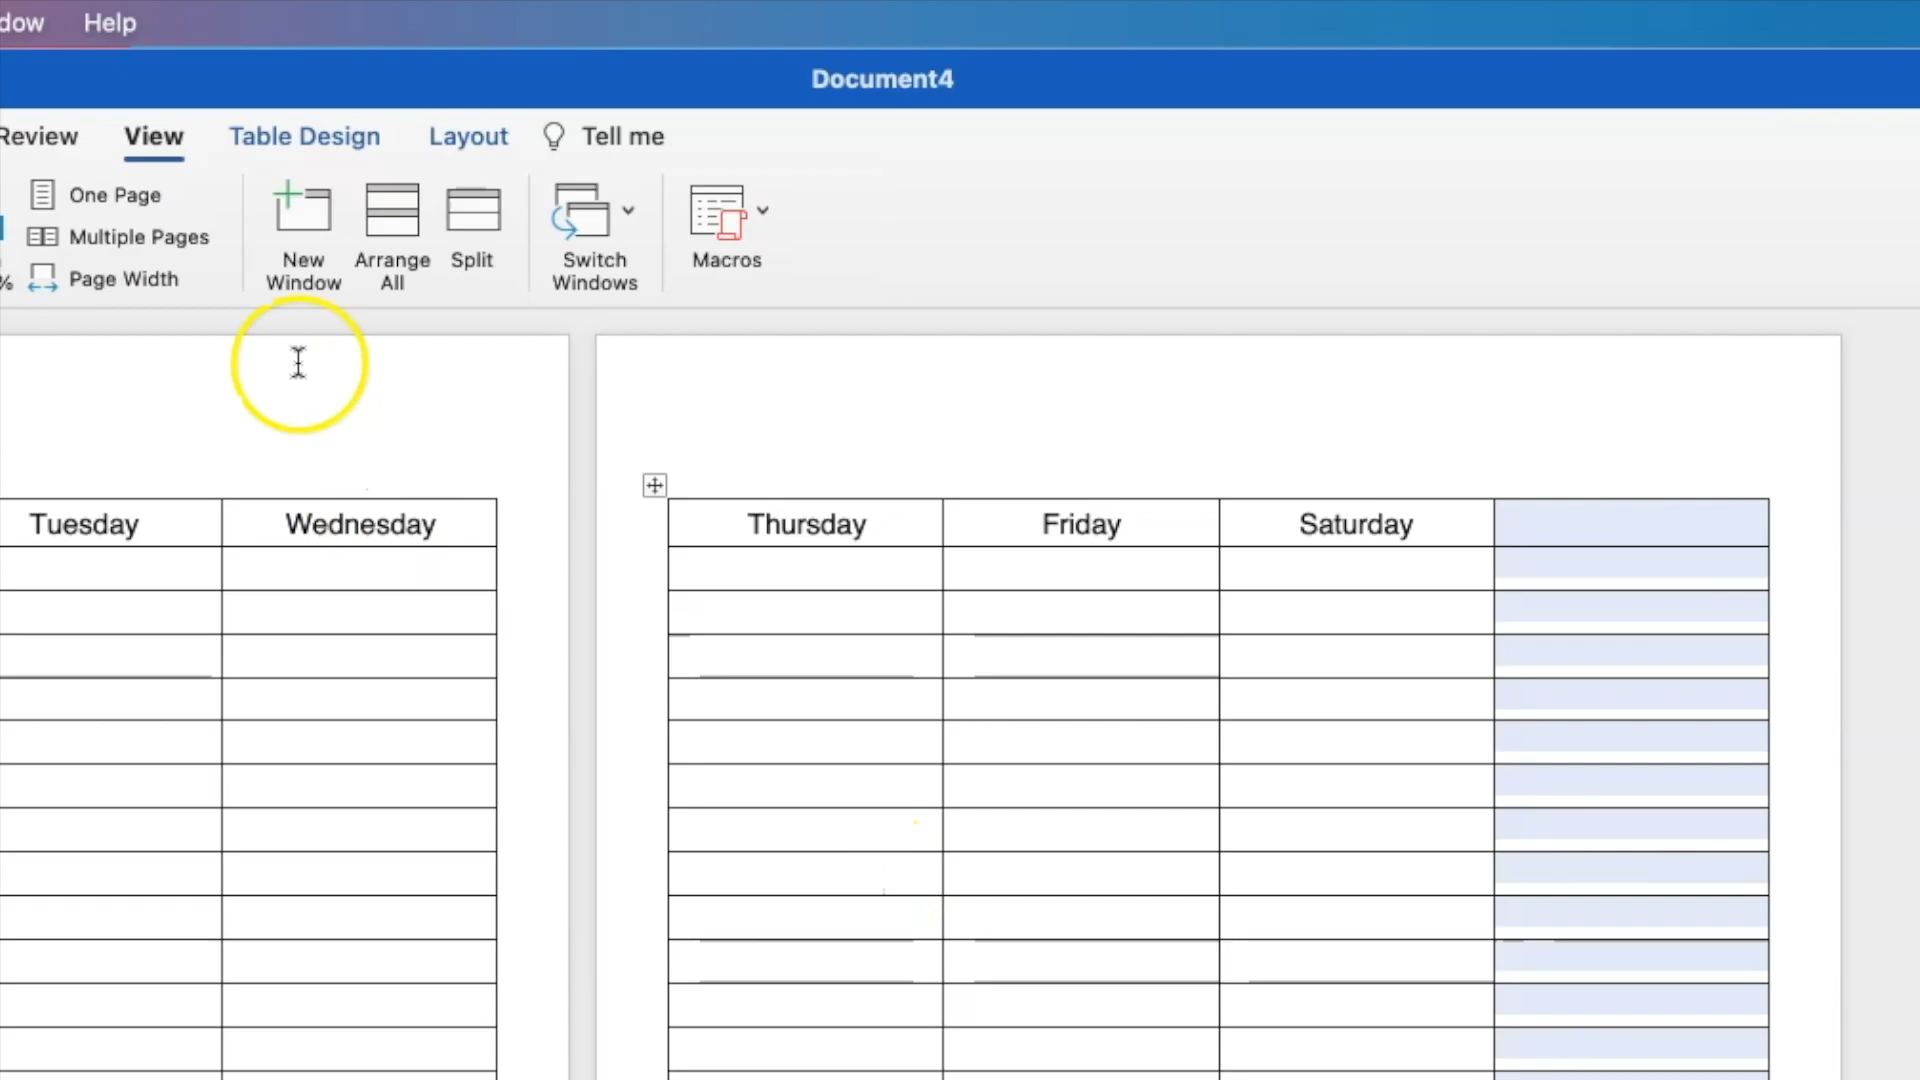 dow Help
Document4
Review View Table Design Layout Tell me
One Page
Multiple Pages
% Page Width
New Window
Arrange All
Split
Switch Windows
Macros
Tuesday Wednesday
Thursday Friday Saturday